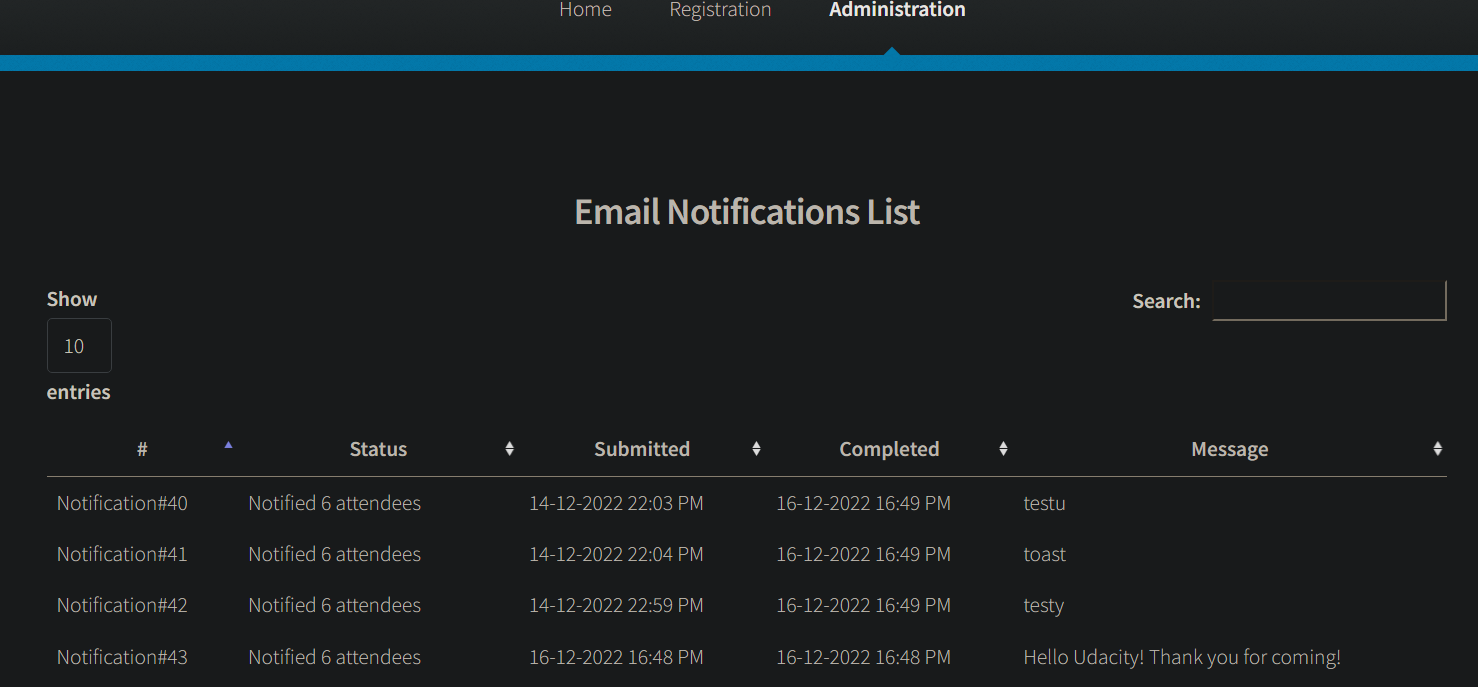 Home Registration Administration
Email Notifications List
Show
Search:
10
entries
# Status Submitted Completed Message
Notification#40 Notified 6 attendees 14-12-2022 22:03 PM 16-12-2022 16:49 PM testu
Notification#41 Notified 6 attendees 14-12-2022 22:04 PM 16-12-2022 16:49 PM toast
Notification#42 Notified 6 attendees 14-12-2022 22:59 PM 16-12-2022 16:49 PM testy
Notification#43 Notified 6 attendees 16-12-2022 16:48 PM 16-12-2022 16:48 PM Hello Udacity! Thank you for coming!